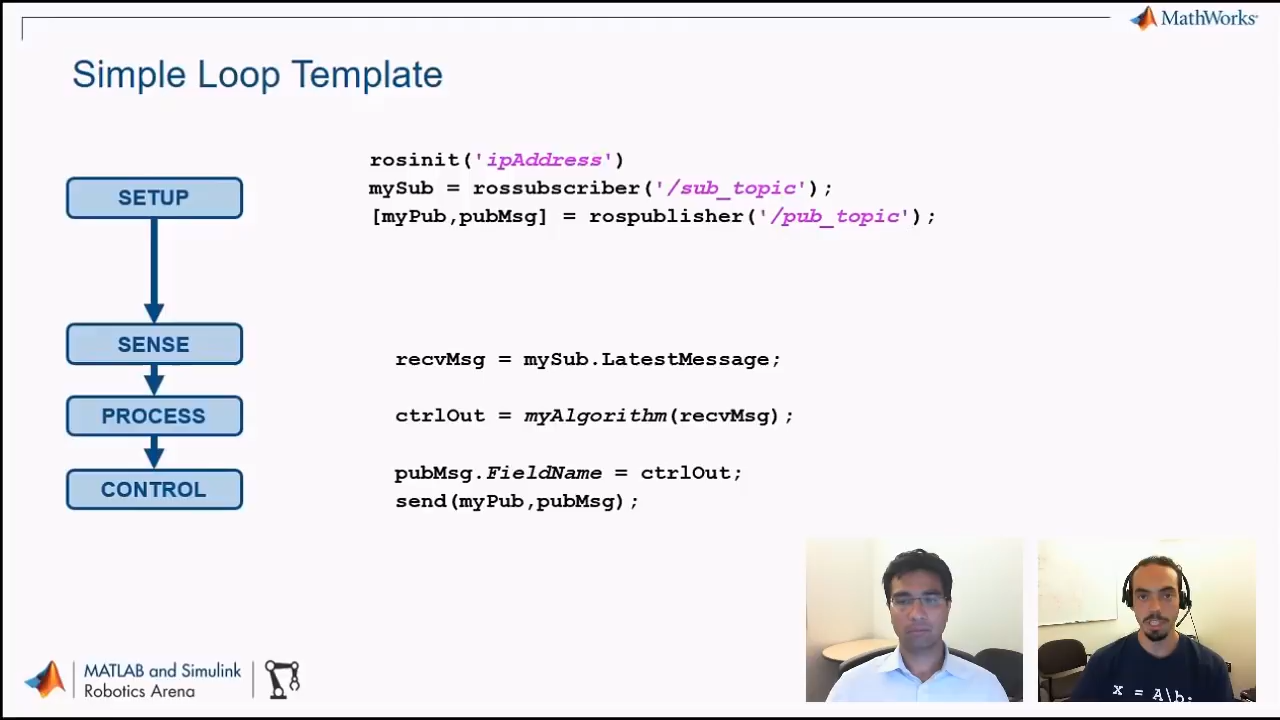 MathWorks®
Simple Loop Template
SETUP
rosinit('ipAddress')
mySub = rossubscriber('/sub_topic');
[myPub,pubMsg] = rospublisher('/pub_topic');
SENSE
recvMsg = mySub.LatestMessage;
PROCESS
ctrlOut = myAlgorithm(recvMsg);
CONTROL
pubMsg.FieldName = ctrlOut;
send(myPub,pubMsg);
MATLAB and Simulink
Robotics Arena
x = A\b;